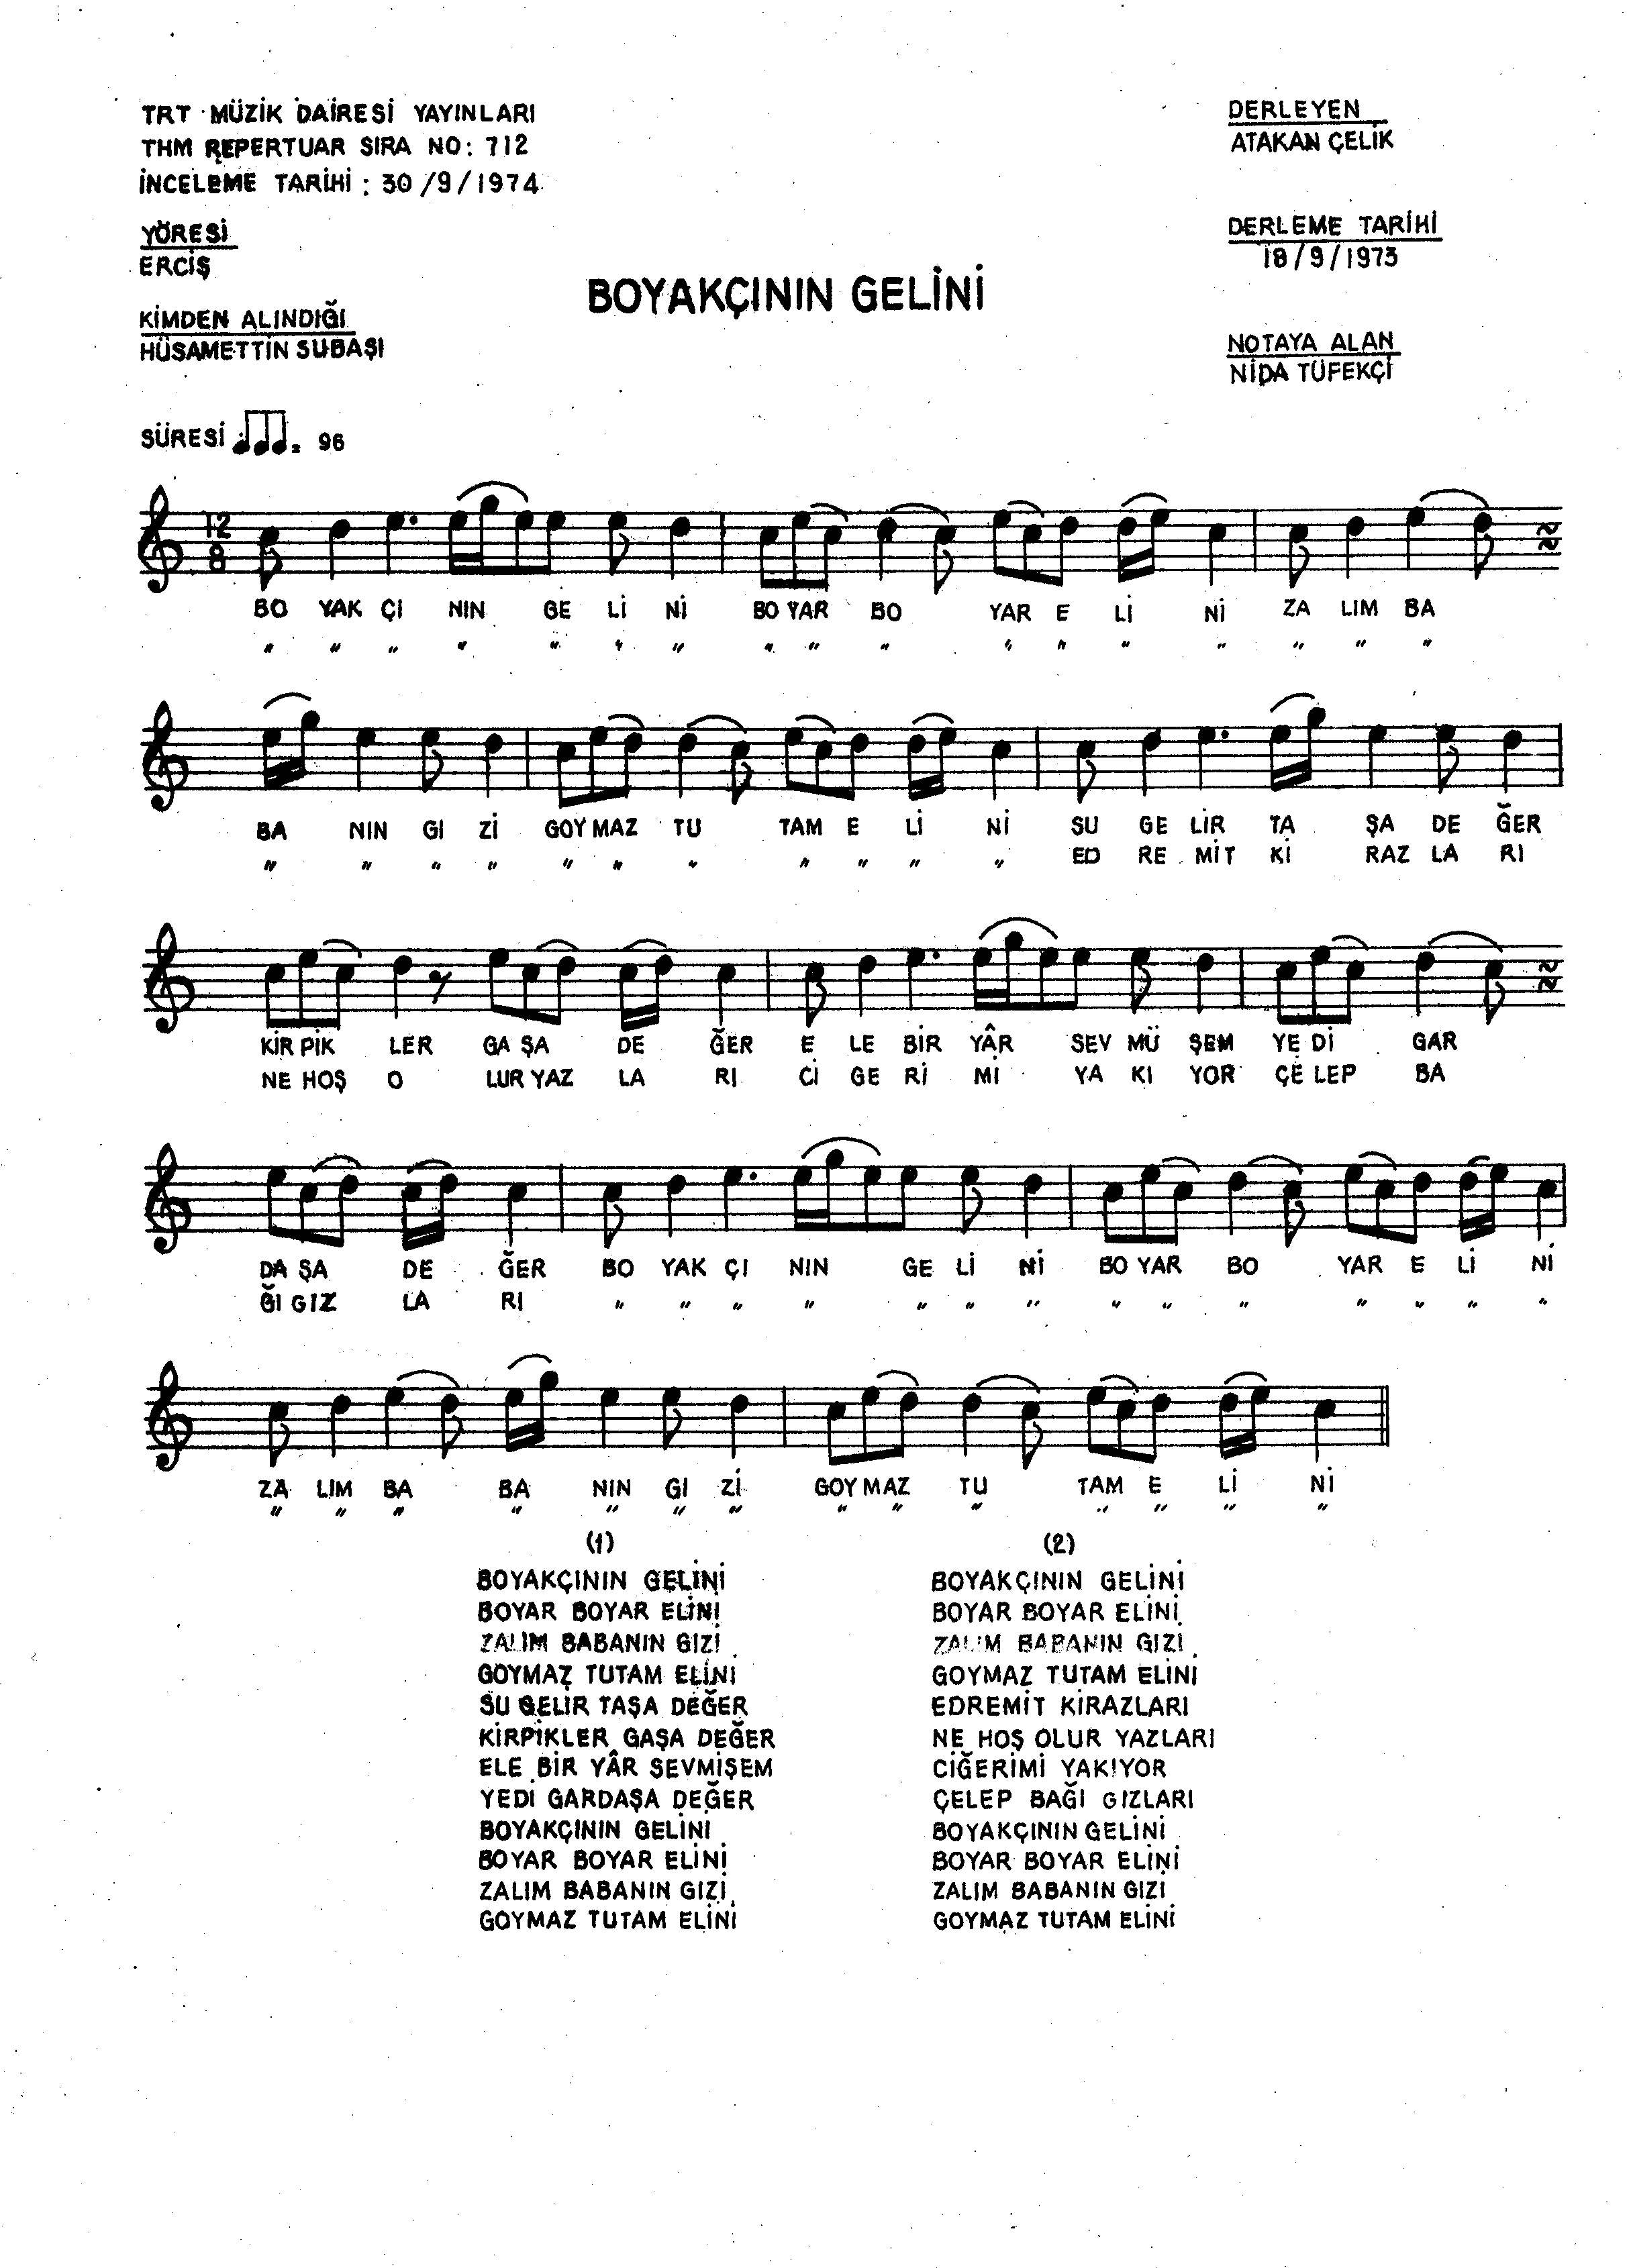 TRT MÜZİK DAİRESİ YAYINLARI
THM REPERTUAR SIRA NO: 712
İNCELEME TARİHİ : 30/9/1974
YÖRESİ
ERCİŞ
KİMDEN ALINDIĞI
HÜSAMETTİN SUBAŞI
DERLEYEN
ATAKAN ÇELİK
DERLEME TARİHİ
18/9/1973
NOTAYA ALAN
NİDA TÜFEKÇİ
BOYAKÇININ GELİNİ
SÜRESİ 96
12
8
BO YAK ÇI NIN GE Lİ Nİ BO YAR BO YAR E Lİ Nİ ZA LIM BA
" " " " " " " " " " " " " " " " "
BA NIN GI Zİ GOY MAZ TU TAM E Lİ Nİ SU GE LİR TA ŞA DE ĞER
" " " " " " " " " " " ED RE MİT Kİ RAZ LA RI
KİR PİK LER GA ŞA DE ĞER E LE BİR YÂR SEV MÜ ŞEM YE Dİ GAR
NE HOŞ O LUR YAZ LA RI Cİ GE Rİ Mİ YA KI YOR ÇE LEP BA
DA ŞA DE ĞER BO YAK ÇI NIN GE Lİ Nİ BO YAR BO YAR E Lİ Nİ
ĞI GIZ LA RI " " " " " " " " " " " " " "
ZA LIM BA BA NIN GI Zİ GOY MAZ TU TAM E Lİ Nİ
" " " " " " " " " " " " " "
(1)
BOYAKÇININ GELİNİ
BOYAR BOYAR ELİNİ
ZALIM BABANIN GIZİ
GOYMAZ TUTAM ELİNİ
SU GELİR TAŞA DEĞER
KİRPİKLER GAŞA DEĞER
ELE BİR YÂR SEVMİŞEM
YEDİ GARDAŞA DEĞER
BOYAKÇININ GELİNİ
BOYAR BOYAR ELİNİ
ZALIM BABANIN GIZİ
GOYMAZ TUTAM ELİNİ
(2)
BOYAKÇININ GELİNİ
BOYAR BOYAR ELİNİ
ZALIM BABANIN GIZİ
GOYMAZ TUTAM ELİNİ
EDREMİT KİRAZLARI
NE HOŞ OLUR YAZLARI
CİĞERİMİ YAKIYOR
ÇELEP BAĞI GIZLARI
BOYAKÇININ GELİNİ
BOYAR BOYAR ELİNİ
ZALIM BABANIN GIZİ
GOYMAZ TUTAM ELİNİ